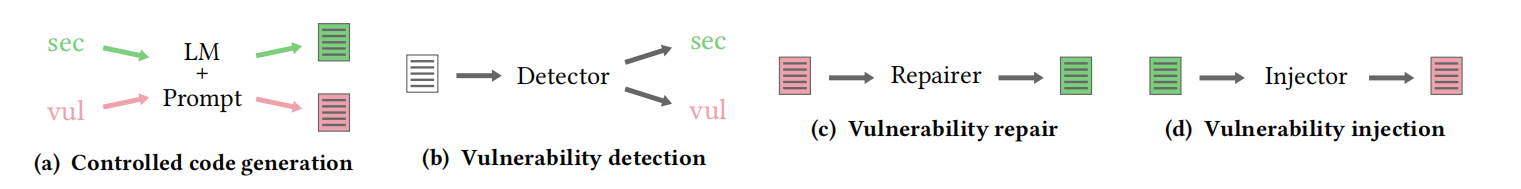 sec
vul
LM
+
Prompt
(a) Controlled code generation
Detector
sec
vul
(b) Vulnerability detection
Repairer
(c) Vulnerability repair
Injector
(d) Vulnerability injection